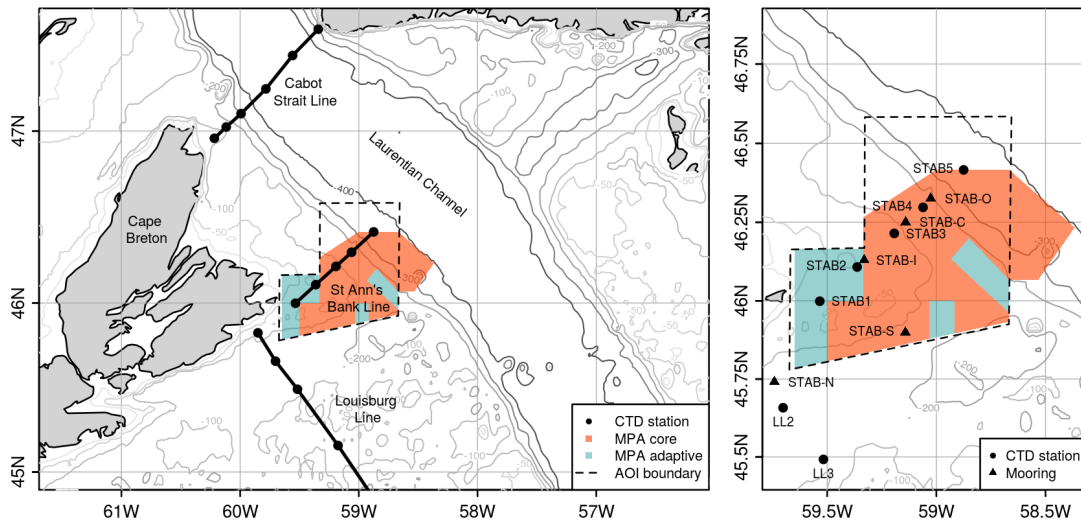 Cabot
Strait Line
Laurentian Channel
Cape
Breton
St Ann's
Bank Line
Louisburg
Line
-200
-100
-300
-400
-50
47N
46N
45N
61W
60W
59W
58W
57W
CTD station
MPA core
MPA adaptive
AOI boundary
46.75N
46.5N
46.25N
46N
45.75N
45.5N
STAB5
STAB-O
STAB4
STAB-C
STAB3
STAB-I
STAB2
STAB1
STAB-S
STAB-N
LL2
LL3
-300
-200
-100
59.5W
59W
58.5W
CTD station
Mooring